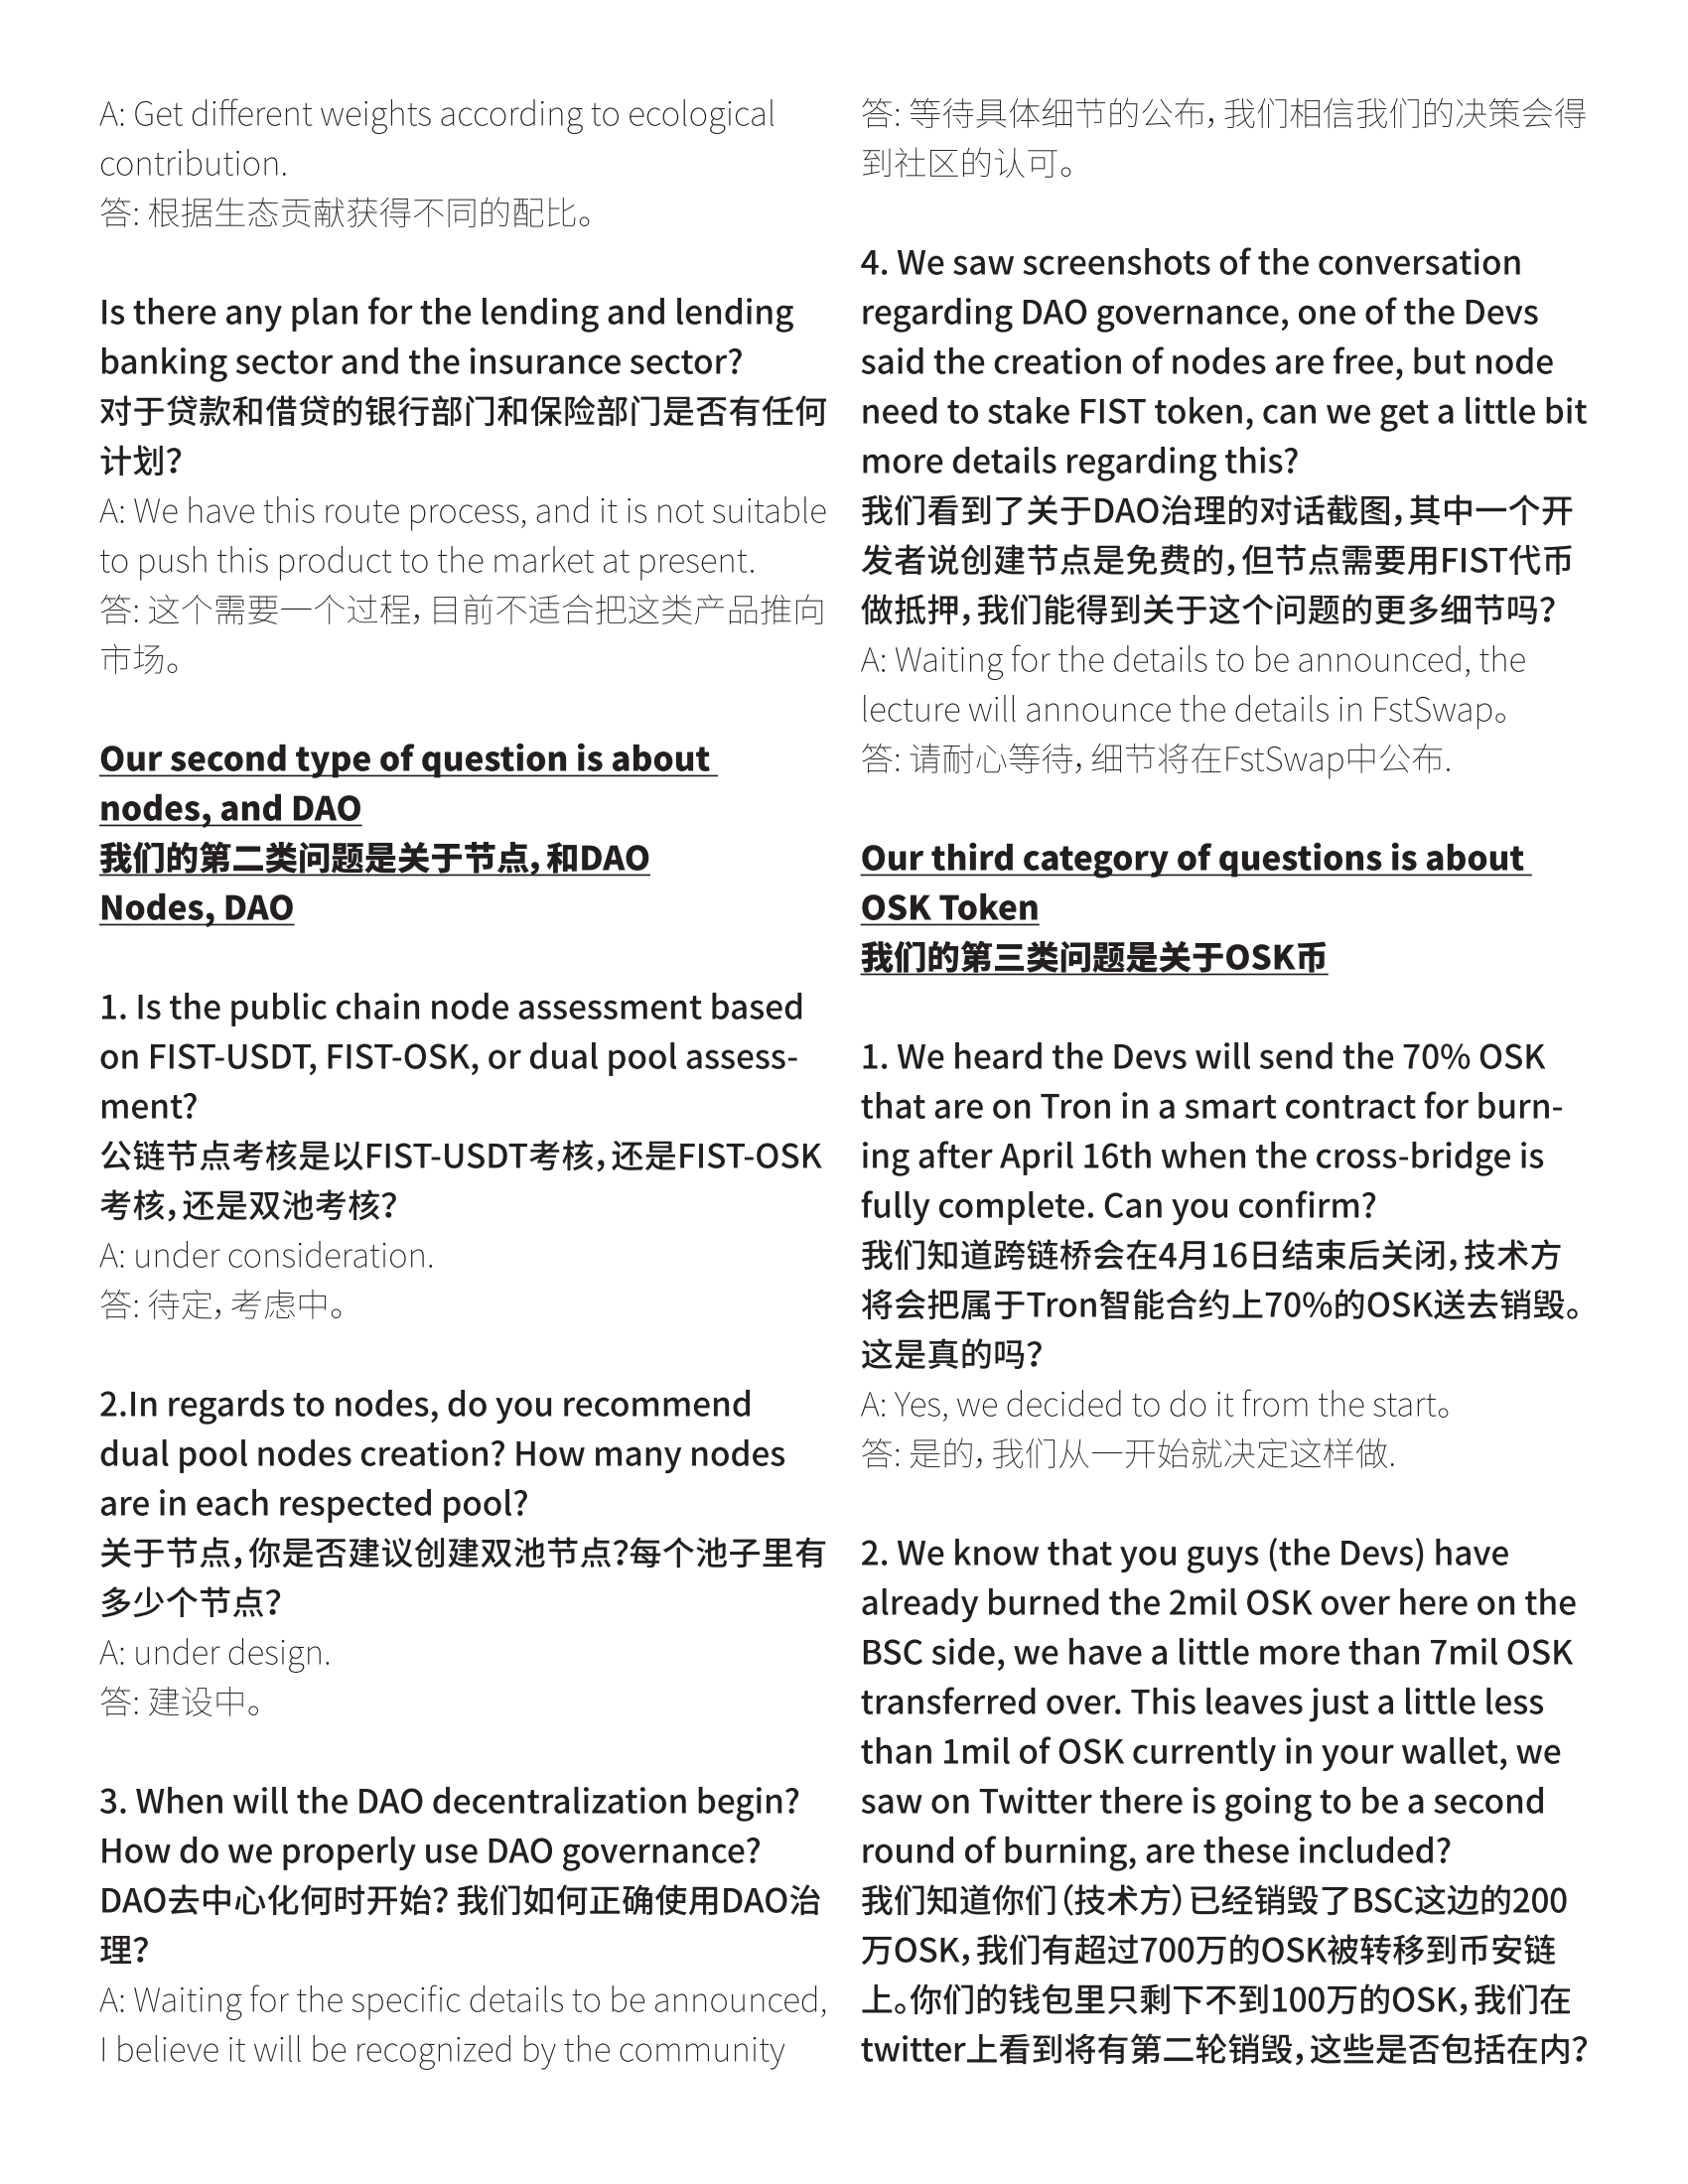 A: Get different weights according to ecological
contribution.
答: 根据生态贡献获得不同的配比。
Is there any plan for the lending and lending
banking sector and the insurance sector?
对于贷款和借贷的银行部门和保险部门是否有任何
计划？
A: We have this route process, and it is not suitable
to push this product to the market at present.
答: 这个需要一个过程，目前不适合把这类产品推向
市场。
Our second type of question is about
nodes, and DAO
我们的第二类问题是关于节点，和DAO
Nodes, DAO
1. Is the public chain node assessment based
on FIST-USDT, FIST-OSK, or dual pool assess-
ment?
公链节点考核是以FIST-USDT考核，还是FIST-OSK
考核，还是双池考核？
A: under consideration.
答: 待定，考虑中。
2.In regards to nodes, do you recommend
dual pool nodes creation? How many nodes
are in each respected pool?
关于节点，你是否建议创建双池节点？每个池子里有
多少个节点？
A: under design.
答: 建设中。
3. When will the DAO decentralization begin?
How do we properly use DAO governance?
DAO去中心化何时开始？ 我们如何正确使用DAO治
理？
A: Waiting for the specific details to be announced,
I believe it will be recognized by the community
答: 等待具体细节的公布，我们相信我们的决策会得
到社区的认可。
4. We saw screenshots of the conversation
regarding DAO governance, one of the Devs
said the creation of nodes are free, but node
need to stake FIST token, can we get a little bit
more details regarding this?
我们看到了关于DAO治理的对话截图，其中一个开
发者说创建节点是免费的，但节点需要用FIST代币
做抵押，我们能得到关于这个问题的更多细节吗？
A: Waiting for the details to be announced, the
lecture will announce the details in FstSwap。
答: 请耐心等待，细节将在FstSwap中公布.
Our third category of questions is about
OSK Token
我们的第三类问题是关于OSK币
1. We heard the Devs will send the 70% OSK
that are on Tron in a smart contract for burn-
ing after April 16th when the cross-bridge is
fully complete. Can you confirm?
我们知道跨链桥会在4月16日结束后关闭，技术方
将会把属于Tron智能合约上70%的OSK送去销毁。
这是真的吗？
A: Yes, we decided to do it from the start。
答: 是的，我们从一开始就决定这样做.
2. We know that you guys (the Devs) have
already burned the 2mil OSK over here on the
BSC side, we have a little more than 7mil OSK
transferred over. This leaves just a little less
than 1mil of OSK currently in your wallet, we
saw on Twitter there is going to be a second
round of burning, are these included?
我们知道你们（技术方）已经销毁了BSC这边的200
万OSK，我们有超过700万的OSK被转移到币安链
上。你们的钱包里只剩下不到100万的OSK，我们在
twitter上看到将有第二轮销毁，这些是否包括在内？